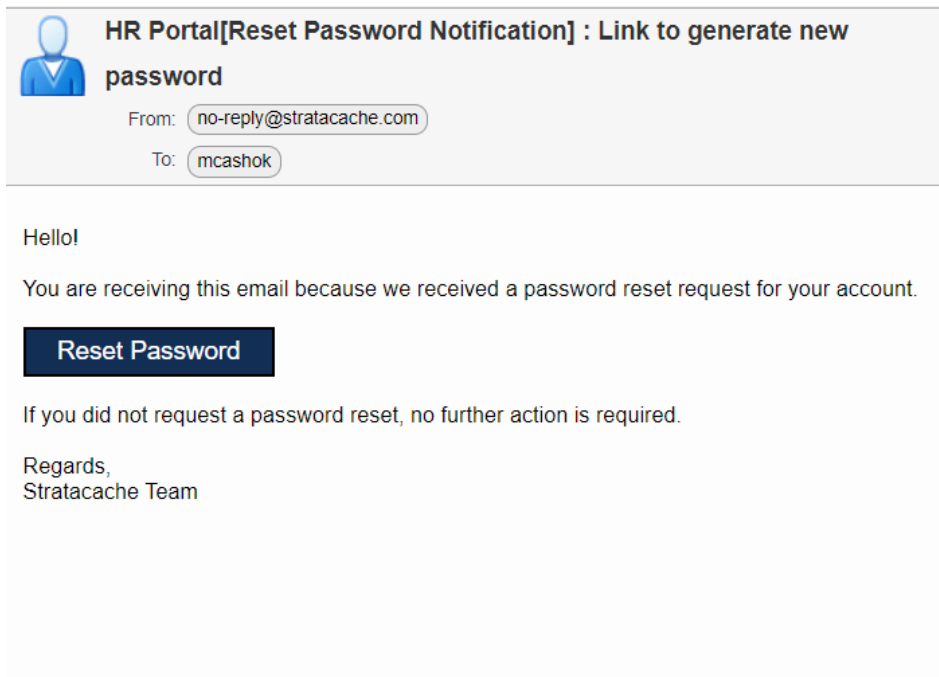 HR Portal[Reset Password Notification] : Link to generate new
password
From: no-reply@stratacache.com
To: mcashok
Hello!
You are receiving this email because we received a password reset request for your account.
Reset Password
If you did not request a password reset, no further action is required.
Regards,
Stratacache Team